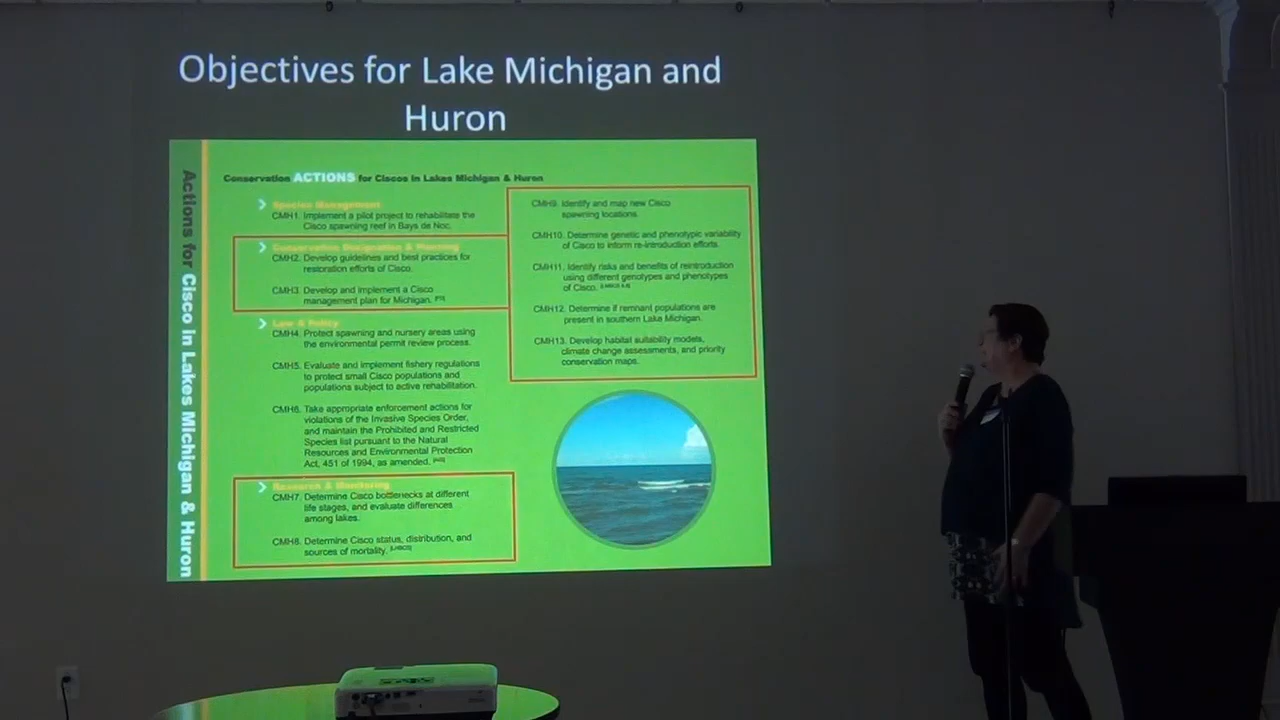 Objectives for Lake Michigan and
Huron
Actions for Cisco in Lakes Michigan & Huron
Conservation ACTIONS for Ciscoes in Lakes Michigan & Huron
Species Management
CMH1. Implement a pilot project to rehabilitate the
Cisco spawning reef in Bays de Noc.
Conservation Designation & Planning
CMH2. Develop guidelines and best practices for
restoration efforts of Cisco.
CMH3. Develop and implement a Cisco
management plan for Michigan.
Law & Policy
CMH4. Protect spawning and nursery areas using
the environmental permit review process.
CMH5. Evaluate and implement fishery regulations
to protect small Cisco populations and
populations subject to active rehabilitation.
CMH6. Take appropriate enforcement actions for
violations of the Invasive Species Order,
and maintain the Prohibited and Restricted
Species list pursuant to the Natural
Resources and Environmental Protection
Act, 451 of 1994, as amended.
Research & Monitoring
CMH7. Determine Cisco bottlenecks at different
life stages, and evaluate differences
among lakes.
CMH8. Determine Cisco status, distribution, and
sources of mortality.
CMH9. Identify and map new Cisco
spawning locations.
CMH10. Determine genetic and phenotypic variability
of Cisco to inform re-introduction efforts.
CMH11. Identify risks and benefits of reintroduction
using different genotypes and phenotypes
of Cisco.
CMH12. Determine if remnant populations are
present in southern Lake Michigan.
CMH13. Develop habitat suitability models,
climate change assessments, and priority
conservation maps.